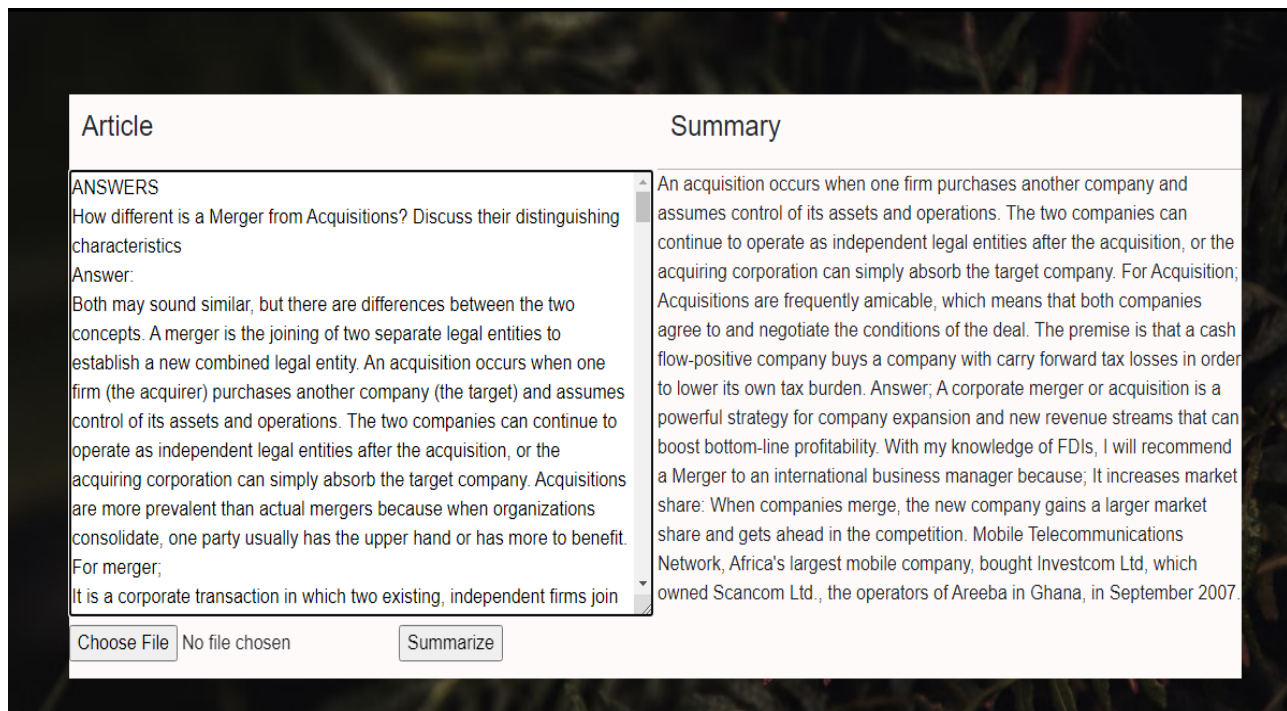 Article
ANSWERS
How different is a Merger from Acquisitions? Discuss their distinguishing
characteristics
Answer:
Both may sound similar, but there are differences between the two
concepts. A merger is the joining of two separate legal entities to
establish a new combined legal entity. An acquisition occurs when one
firm (the acquirer) purchases another company (the target) and assumes
control of its assets and operations. The two companies can continue to
operate as independent legal entities after the acquisition, or the
acquiring corporation can simply absorb the target company. Acquisitions
are more prevalent than actual mergers because when organizations
consolidate, one party usually has the upper hand or has more to benefit.
For merger;
It is a corporate transaction in which two existing, independent firms join
Choose File No file chosen
Summarize
Summary
An acquisition occurs when one firm purchases another company and
assumes control of its assets and operations. The two companies can
continue to operate as independent legal entities after the acquisition, or the
acquiring corporation can simply absorb the target company. For Acquisition;
Acquisitions are frequently amicable, which means that both companies
agree to and negotiate the conditions of the deal. The premise is that a cash
flow-positive company buys a company with carry forward tax losses in order
to lower its own tax burden. Answer; A corporate merger or acquisition is a
powerful strategy for company expansion and new revenue streams that can
boost bottom-line profitability. With my knowledge of FDIs, I will recommend
a Merger to an international business manager because; It increases market
share: When companies merge, the new company gains a larger market
share and gets ahead in the competition. Mobile Telecommunications
Network, Africa's largest mobile company, bought Investcom Ltd, which
owned Scancom Ltd., the operators of Areeba in Ghana, in September 2007.